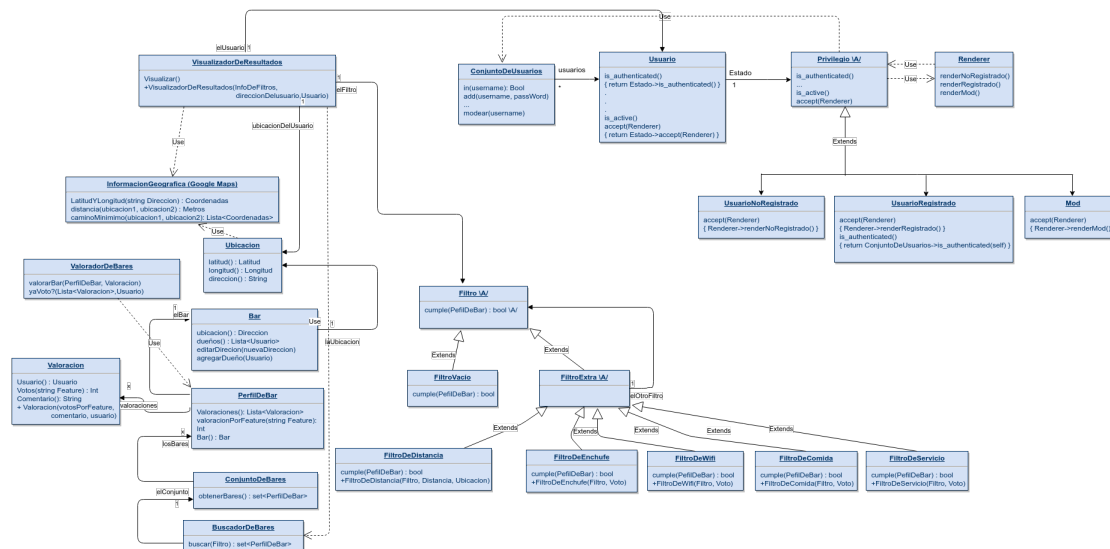 elUsuario
1
VisualizadorDeResultados
Visualizar()
+VisualizadorDeResultados(InfoDeFiltros,
direccionDelusuario,Usuario)
1
elFiltro
1
ubicacionDelUsuario
Use
Use
ConjuntoDeUsuarios
in(username): Bool
add(username, passWord)
...
modear(username)
usuarios
*
Usuario
is_authenticated()
{ return Estado->is_authenticated() }
.
.
.
is_active()
accept(Renderer)
{ return Estado->accept(Renderer) }
Estado
1
Privilegio \A/
is_authenticated()
...
is_active()
accept(Renderer)
Use
Use
Renderer
renderNoRegistrado()
renderRegistrado()
renderMod()
Extends
UsuarioNoRegistrado
accept(Renderer)
{ Renderer->renderNoRegistrado() }
UsuarioRegistrado
accept(Renderer)
{ Renderer->renderRegistrado() }
is_authenticated()
{ return ConjuntoDeUsuarios->is_authenticated(self) }
Mod
accept(Renderer)
{ Renderer->renderMod() }
InformacionGeografica (Google Maps)
LatitudYLongitud(string Direccion) : Coordenadas
distancia(ubicacion1, ubicacion2) : Metros
caminoMinimimo(ubicacion1, ubicacion2): Lista<Coordenadas>
Use
Ubicacion
latitud() : Latitud
longitud() : Longitud
direccion() : String
ValoradorDeBares
valorarBar(PerfilDeBar, Valoracion)
yaVoto?(Lista<Valoracion>,Usuario)
1
elBar
Use
Bar
ubicacion() : Direccion
dueños() : Lista<Usuario>
editarDirecion(nuevaDireccion)
agregarDueño(Usuario)
Use
1
laUbicacion
Valoracion
Usuario() : Usuario
Votos(string Feature) : Int
Comentario(): String
+ Valoracion(votosPorFeature,
comentario, usuario)
*
valoraciones
PerfilDeBar
Valoraciones(): Lista<Valoracion>
valoracionPorFeature(string Feature):
Int
Bar() : Bar
*
losBares
ConjuntoDeBares
obtenerBares() : set<PerfilDeBar>
elConjunto
1
BuscadorDeBares
buscar(Filtro) : set<PerfilDeBar>
Filtro \A/
cumple(PefilDeBar) : bool \A/
Extends
Extends
FiltroVacio
cumple(PefilDeBar) : bool
FiltroExtra \A/
1
elOtroFiltro
Extends
Extends
Extends
Extends
Extends
FiltroDeDistancia
cumple(PefilDeBar) : bool
+FiltroDeDistancia(Filtro, Distancia, Ubicacion)
FiltroDeEnchufe
cumple(PefilDeBar) : bool
+FiltroDeEnchufe(Filtro, Voto)
FiltroDeWifi
cumple(PefilDeBar) : bool
+FiltroDeWifi(Filtro, Voto)
FiltroDeComida
cumple(PefilDeBar) : bool
+FiltroDeComida(Filtro, Voto)
FiltroDeServicio
cumple(PefilDeBar) : bool
+FiltroDeServicio(Filtro, Voto)